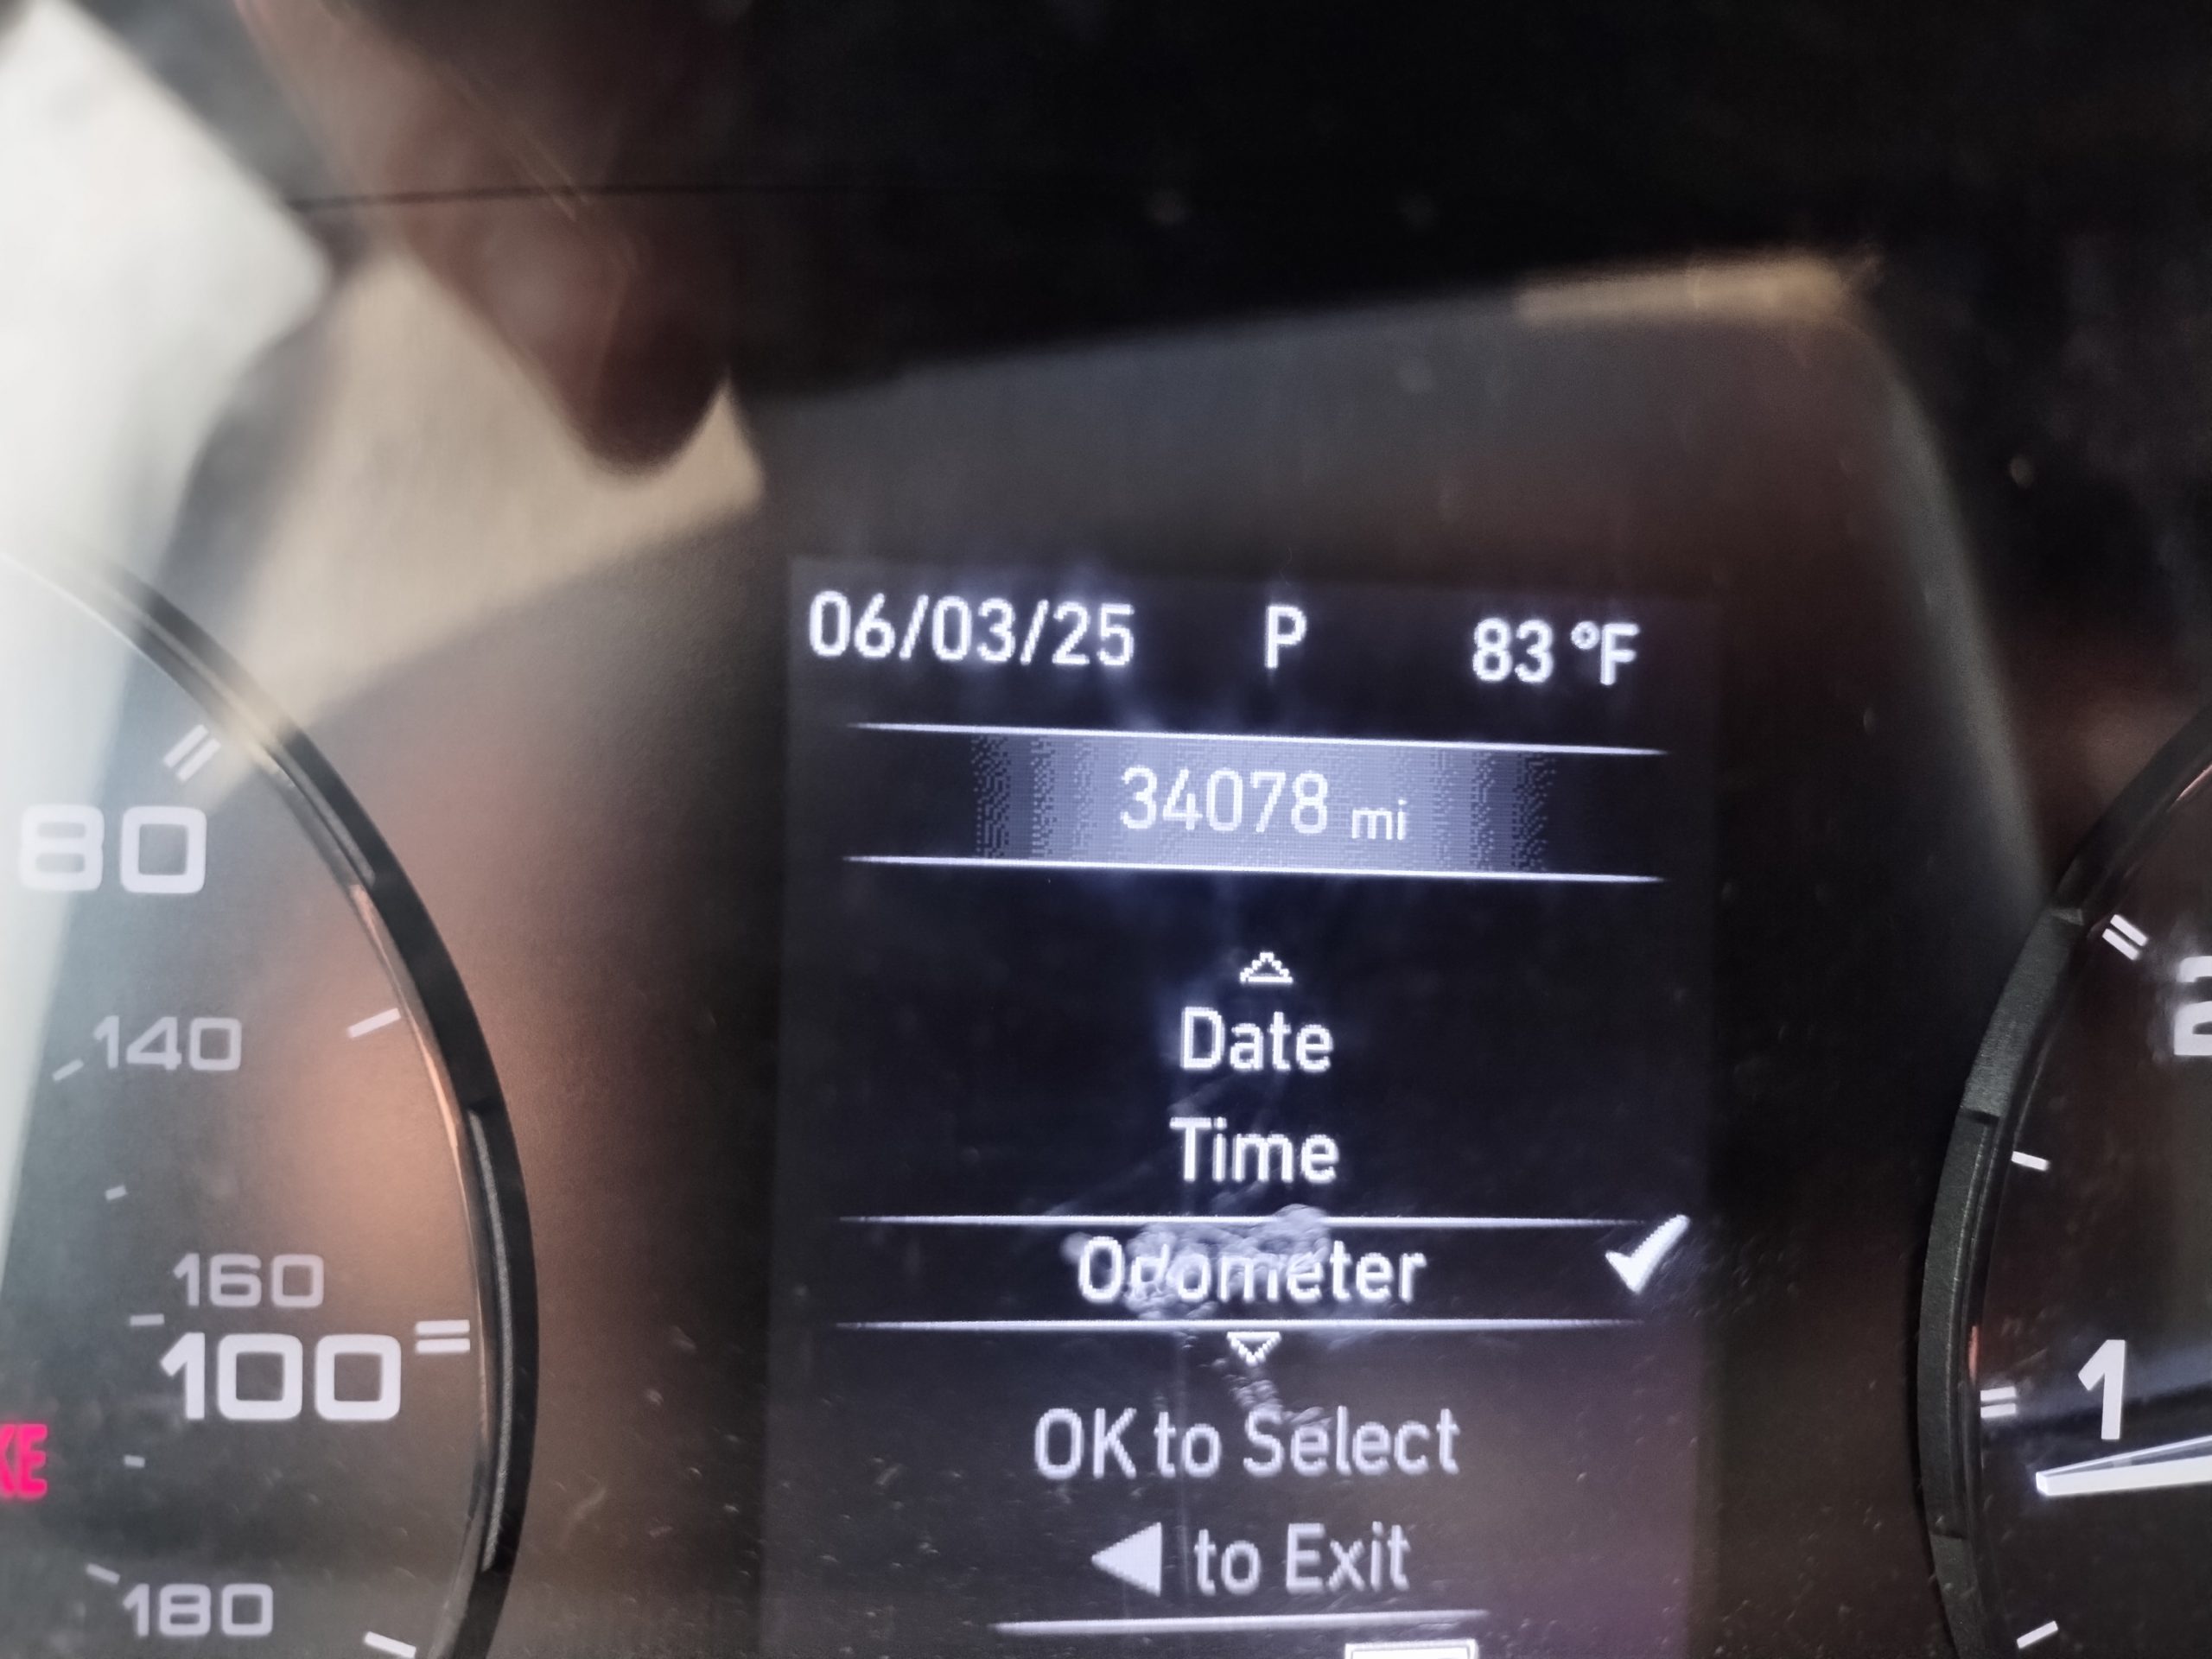 06/03/25 P 83 °F
34078 mi
Date
Time
Odometer
OK to Select
to Exit
80
140
160
100
180
1